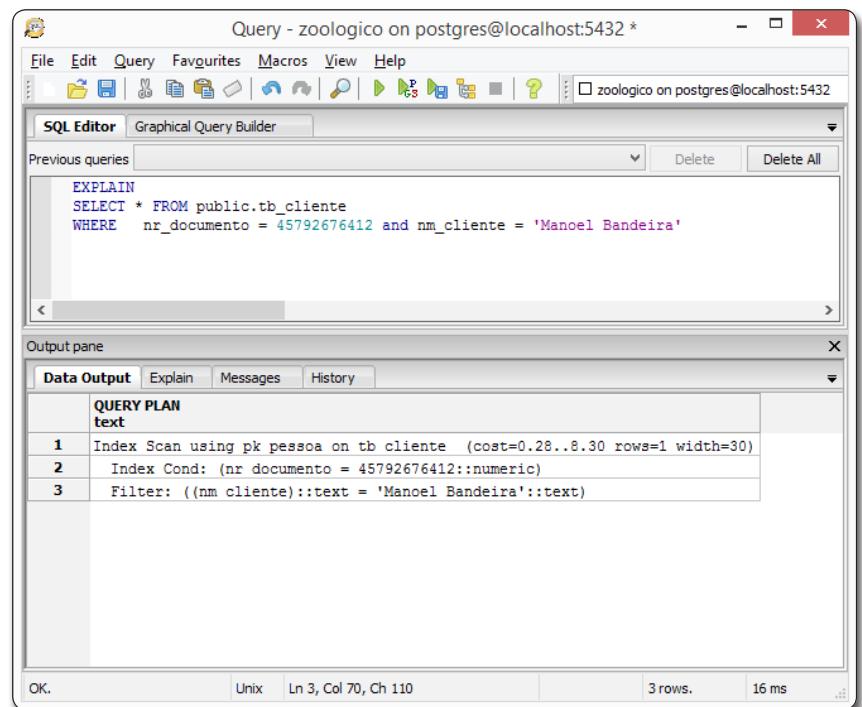 Query - zoologico on postgres@localhost:5432 *
File Edit Query Favourites Macros View Help
zoologico on postgres@localhost:5432
SQL Editor Graphical Query Builder
Previous queries Delete Delete All
EXPLAIN
SELECT * FROM public.tb_cliente
WHERE nr_documento = 45792676412 and nm_cliente = 'Manoel Bandeira'
Output pane
Data Output Explain Messages History
QUERY PLAN
text
1 Index Scan using pk pessoa on tb cliente (cost=0.28..8.30 rows=1 width=30)
2 Index Cond: (nr documento = 45792676412::numeric)
3 Filter: ((nm cliente)::text = 'Manoel Bandeira'::text)
OK. Unix Ln 3, Col 70, Ch 110 3 rows. 16 ms